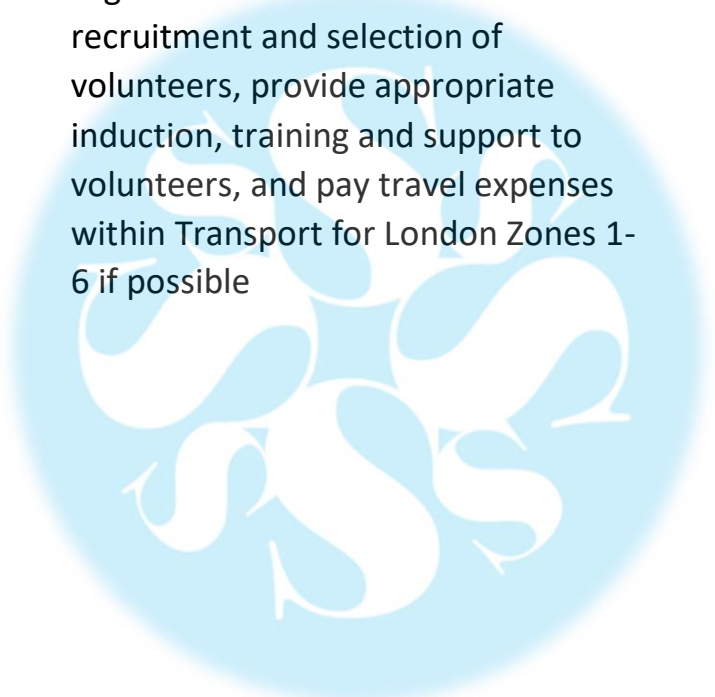 recruitment and selection of
volunteers, provide appropriate
induction, training and support to
volunteers, and pay travel expenses
within Transport for London Zones 1-
6 if possible
S
S
S
S
S
S
S